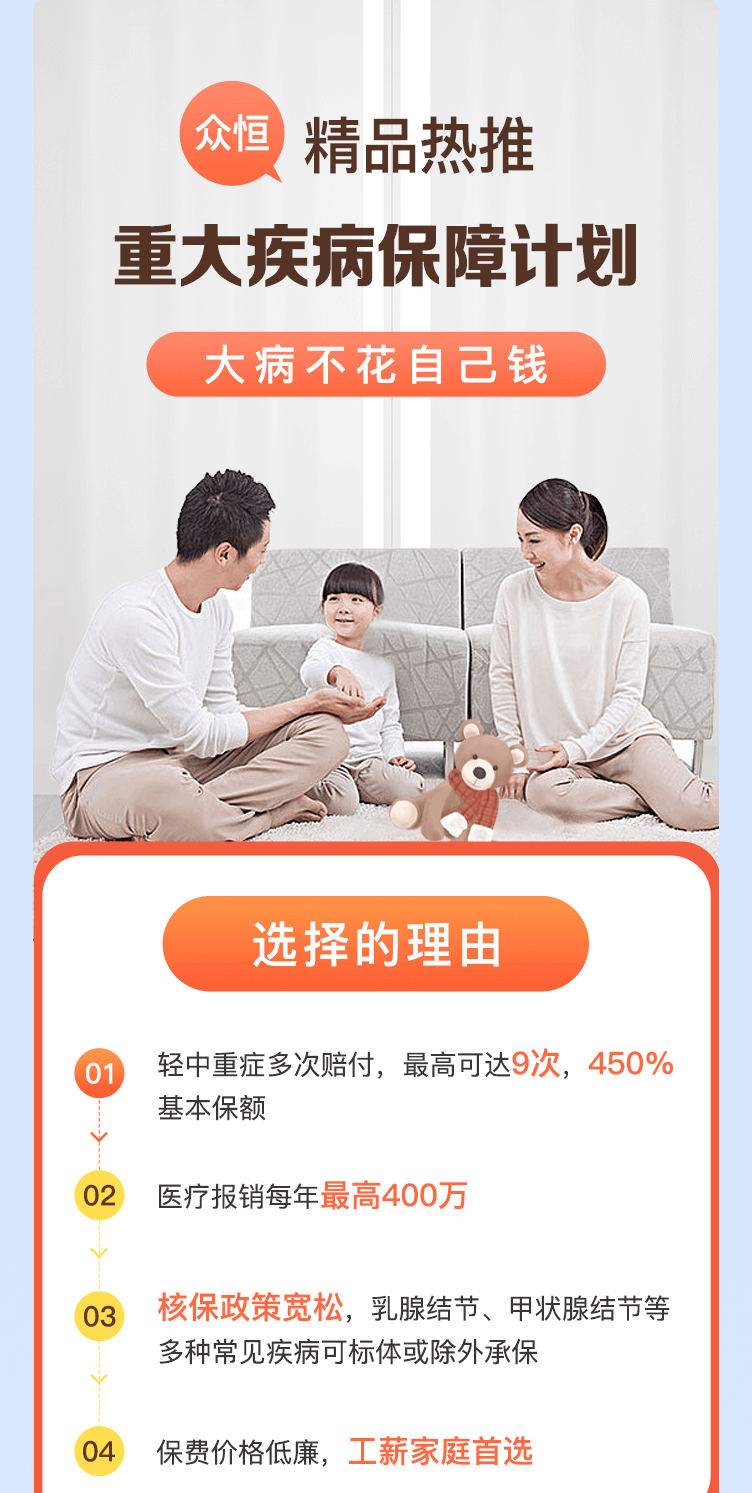 众恒
精品热推
重大疾病保障计划
大病不花自己钱
选择的理由
01
轻中重症多次赔付，最高可达9次，450%
基本保额
02
医疗报销每年最高400万
03
核保政策宽松，乳腺结节、甲状腺结节等
多种常见疾病可标体或除外承保
04
保费价格低廉，工薪家庭首选